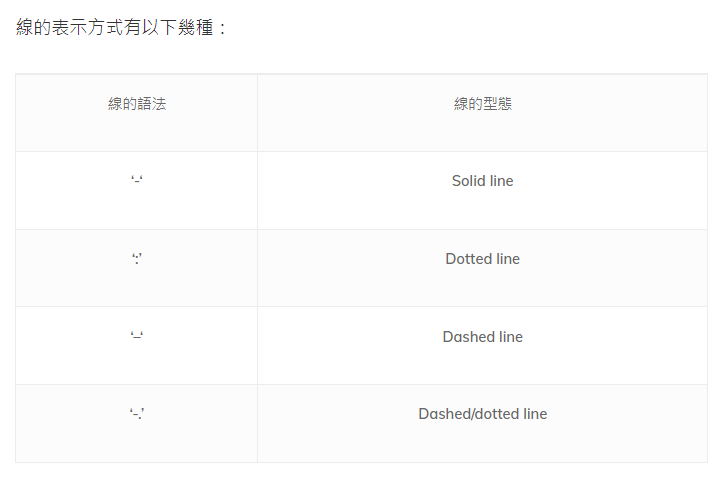 線的表示方式有以下幾種：
線的語法 線的型態
‘-‘ Solid line
‘:’ Dotted line
‘–‘ Dashed line
‘-.’ Dashed/dotted line